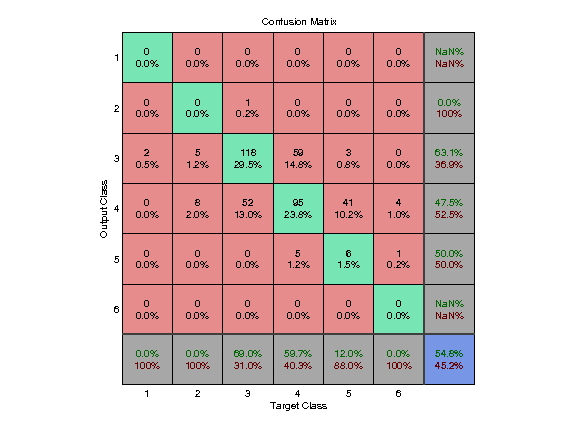 Confusion Matrix
1 0 0 0 0 0 0 NaN%
0.0% 0.0% 0.0% 0.0% 0.0% 0.0% NaN%
2 0 0 1 0 0 0 0.0%
0.0% 0.0% 0.2% 0.0% 0.0% 0.0% 100%
3 2 5 118 59 3 0 63.1%
0.5% 1.2% 29.5% 14.8% 0.8% 0.0% 36.9%
4 0 8 52 95 41 4 47.5%
0.0% 2.0% 13.0% 23.8% 10.2% 1.0% 52.5%
5 0 0 0 5 6 1 50.0%
0.0% 0.0% 0.0% 1.2% 1.5% 0.2% 50.0%
6 0 0 0 0 0 0 NaN%
0.0% 0.0% 0.0% 0.0% 0.0% 0.0% NaN%
0.0% 0.0% 69.0% 59.7% 12.0% 0.0% 54.8%
100% 100% 31.0% 40.3% 88.0% 100% 45.2%
1 2 3 4 5 6
Target Class
Output Class